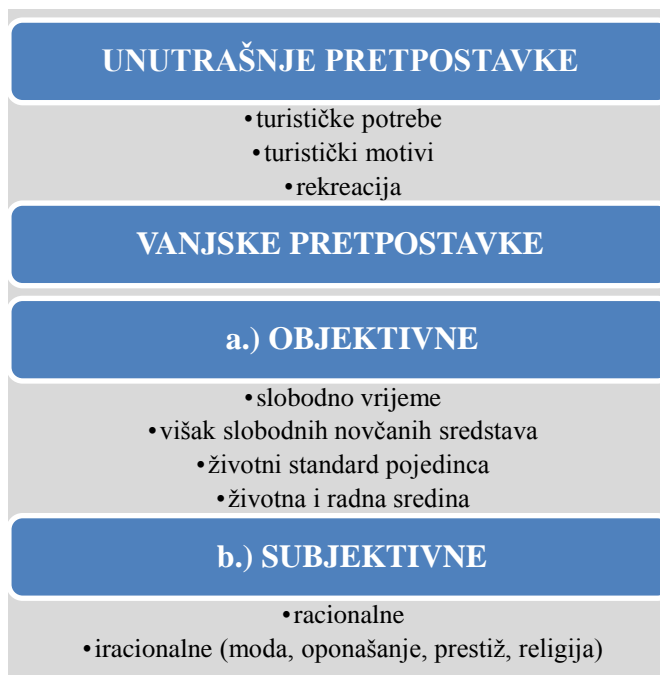 UNUTRAŠNJE PRETPOSTAVKE
•turističke potrebe
•turistički motivi
•rekreacija
VANJSKE PRETPOSTAVKE
a.) OBJEKTIVNE
•slobodno vrijeme
•višak slobodnih novčanih sredstava
•životni standard pojedinca
•životna i radna sredina
b.) SUBJEKTIVNE
•racionalne
•iracionalne (moda, oponašanje, prestiž, religija)